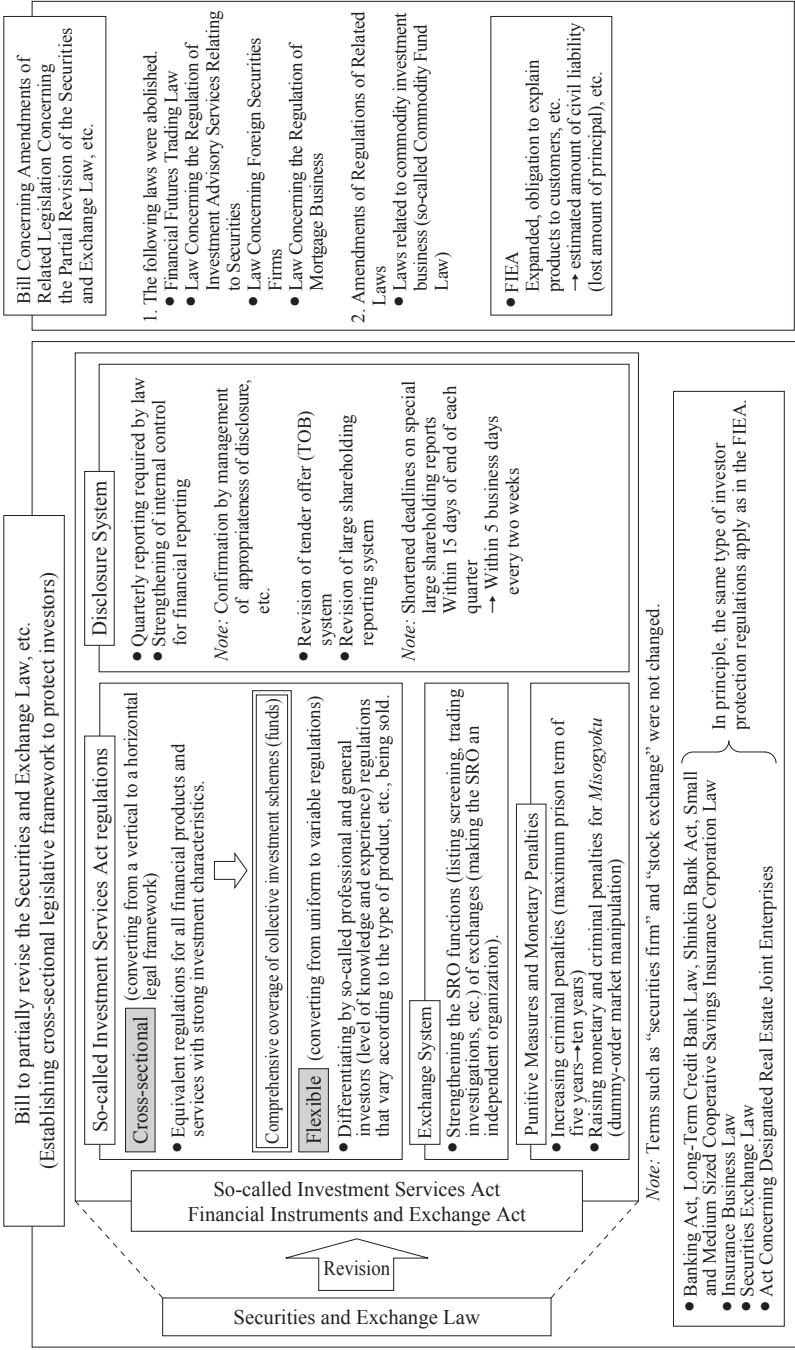 Bill to partially revise the Securities and Exchange Law, etc.
(Establishing cross-sectional legislative framework to protect investors)
Securities and Exchange Law
Revision
So-called Investment Services Act
Financial Instruments and Exchange Act
So-called Investment Services Act regulations
Cross-sectional (converting from a vertical to a horizontal
legal framework)
● Equivalent regulations for all financial products and
services with strong investment characteristics.
Comprehensive coverage of collective investment schemes (funds)
Flexible (converting from uniform to variable regulations)
● Differentiating by so-called professional and general
investors (level of knowledge and experience) regulations
that vary according to the type of product, etc., being sold.
Exchange System
● Strengthening the SRO functions (listing screening, trading
investigations, etc.) of exchanges (making the SRO an
independent organization).
Punitive Measures and Monetary Penalties
● Increasing criminal penalties (maximum prison term of
five years→ten years)
● Raising monetary and criminal penalties for Misogyoku
(dummy-order market manipulation)
Disclosure System
● Quarterly reporting required by law
● Strengthening of internal control
for financial reporting
Note: Confirmation by management
of appropriateness of disclosure,
etc.
● Revision of tender offer (TOB)
system
● Revision of large shareholding
reporting system
Note: Shortened deadlines on special
large shareholding reports
Within 15 days of end of each
quarter
→ Within 5 business days
every two weeks
Note: Terms such as “securities firm” and “stock exchange” were not changed.
● Banking Act, Long-Term Credit Bank Law, Shinkin Bank Act, Small
and Medium Sized Cooperative Savings Insurance Corporation Law
● Insurance Business Law
● Securities Exchange Law
● Act Concerning Designated Real Estate Joint Enterprises
In principle, the same type of investor
protection regulations apply as in the FIEA.
Bill Concerning Amendments of
Related Legislation Concerning
the Partial Revision of the Securities
and Exchange Law, etc.
1. The following laws were abolished.
● Financial Futures Trading Law
● Law Concerning the Regulation of
Investment Advisory Services Relating
to Securities
● Law Concerning Foreign Securities
Firms
● Law Concerning the Regulation of
Mortgage Business
2. Amendments of Regulations of Related
Laws
● Laws related to commodity investment
business (so-called Commodity Fund
Law)
● FIEA
Expanded, obligation to explain
products to customers, etc.
→ estimated amount of civil liability
(lost amount of principal), etc.